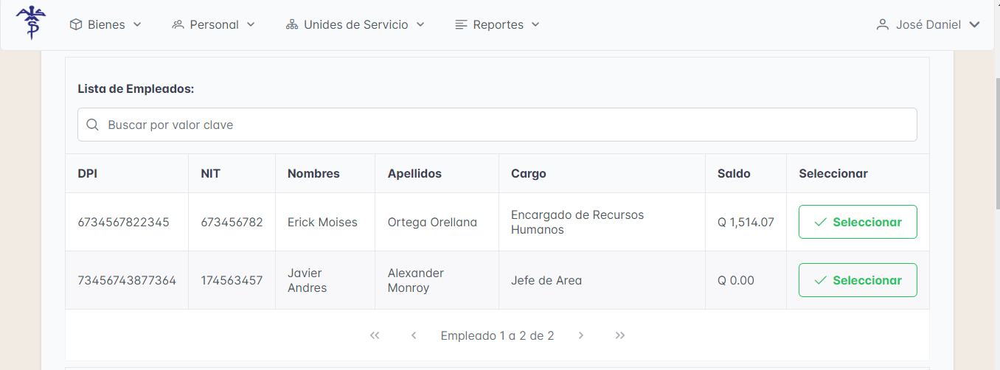 Bienes Personal Unides de Servicio Reportes José Daniel
Lista de Empleados:
Buscar por valor clave
DPI NIT Nombres Apellidos Cargo Saldo Seleccionar
6734567822345 673456782 Erick Moises Ortega Orellana Encargado de Recursos
Humanos Q 1,514.07 Seleccionar
73456743877364 174563457 Javier
Andres Alexander
Monroy Jefe de Area Q 0.00 Seleccionar
Empleado 1 a 2 de 2